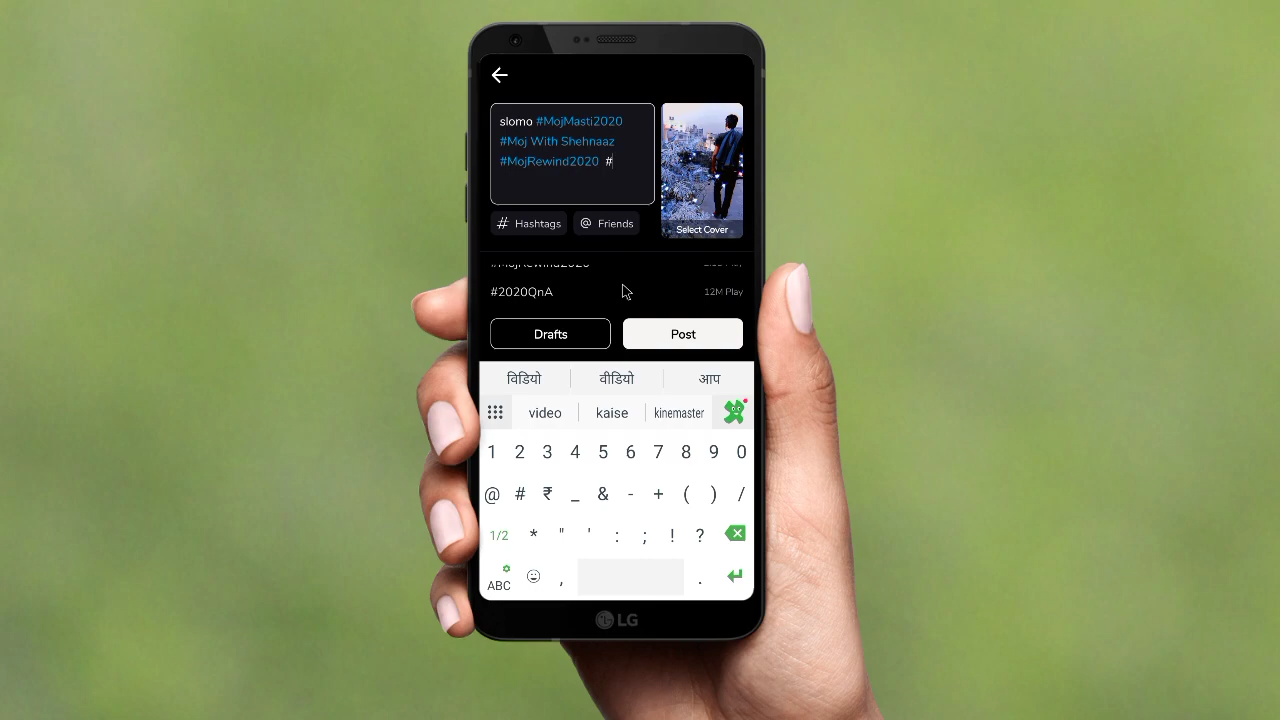 slomo #MojMasti2020
#Moj With Shehnaaz
#MojRewind2020 #
# Hashtags @ Friends
Select Cover
#MojRewind2020
#2020QnA 12M Play
Drafts Post
विडियो वीडियो आप
video kaise kinemaster
1 2 3 4 5 6 7 8 9 0
@ # ₹ _ & - + ( ) /
1/2 * " ' : ; ! ?
ABC , .
LG